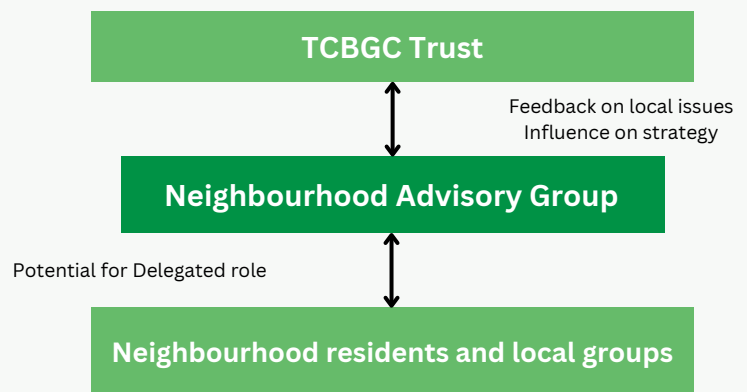 TCBGC Trust
Feedback on local issues
Influence on strategy
Neighbourhood Advisory Group
Potential for Delegated role
Neighbourhood residents and local groups